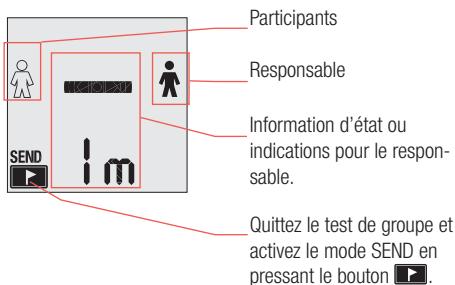 Participants
Responsable
Information d'état ou
indications pour le respon-
sable.
SEND
1m
Quittez le test de groupe et
activez le mode SEND en
pressant le bouton .